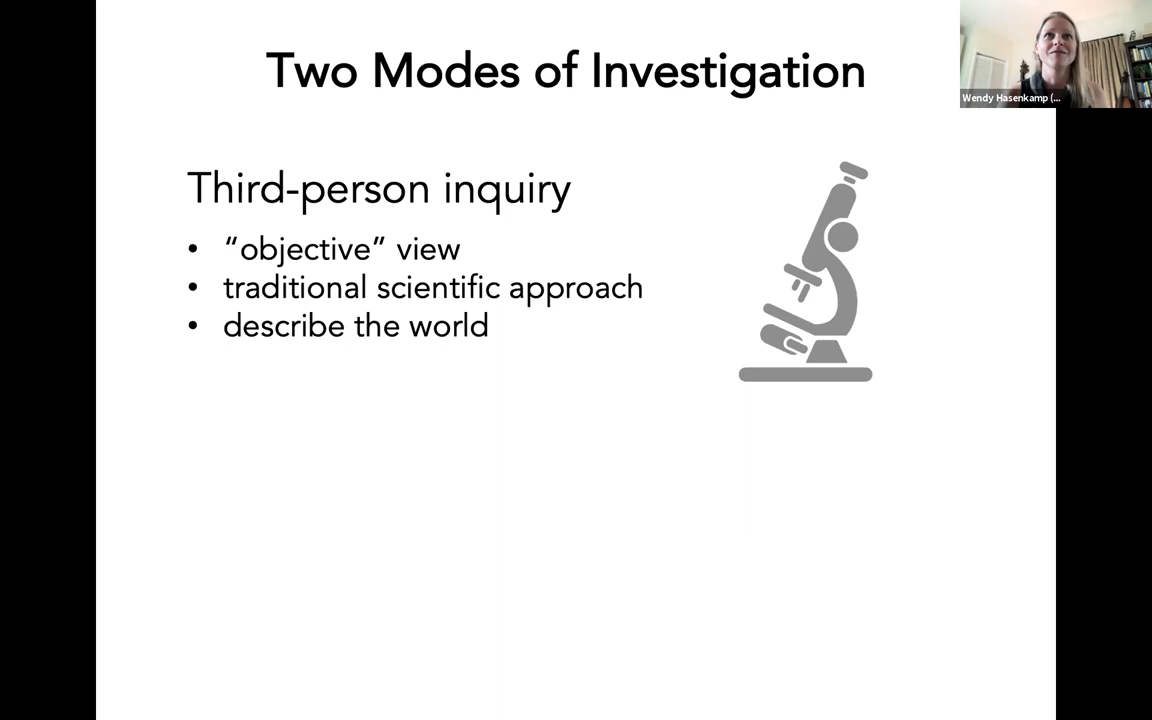 Two Modes of Investigation
Wendy Hasenkamp (...
Third-person inquiry
• “objective” view
• traditional scientific approach
• describe the world